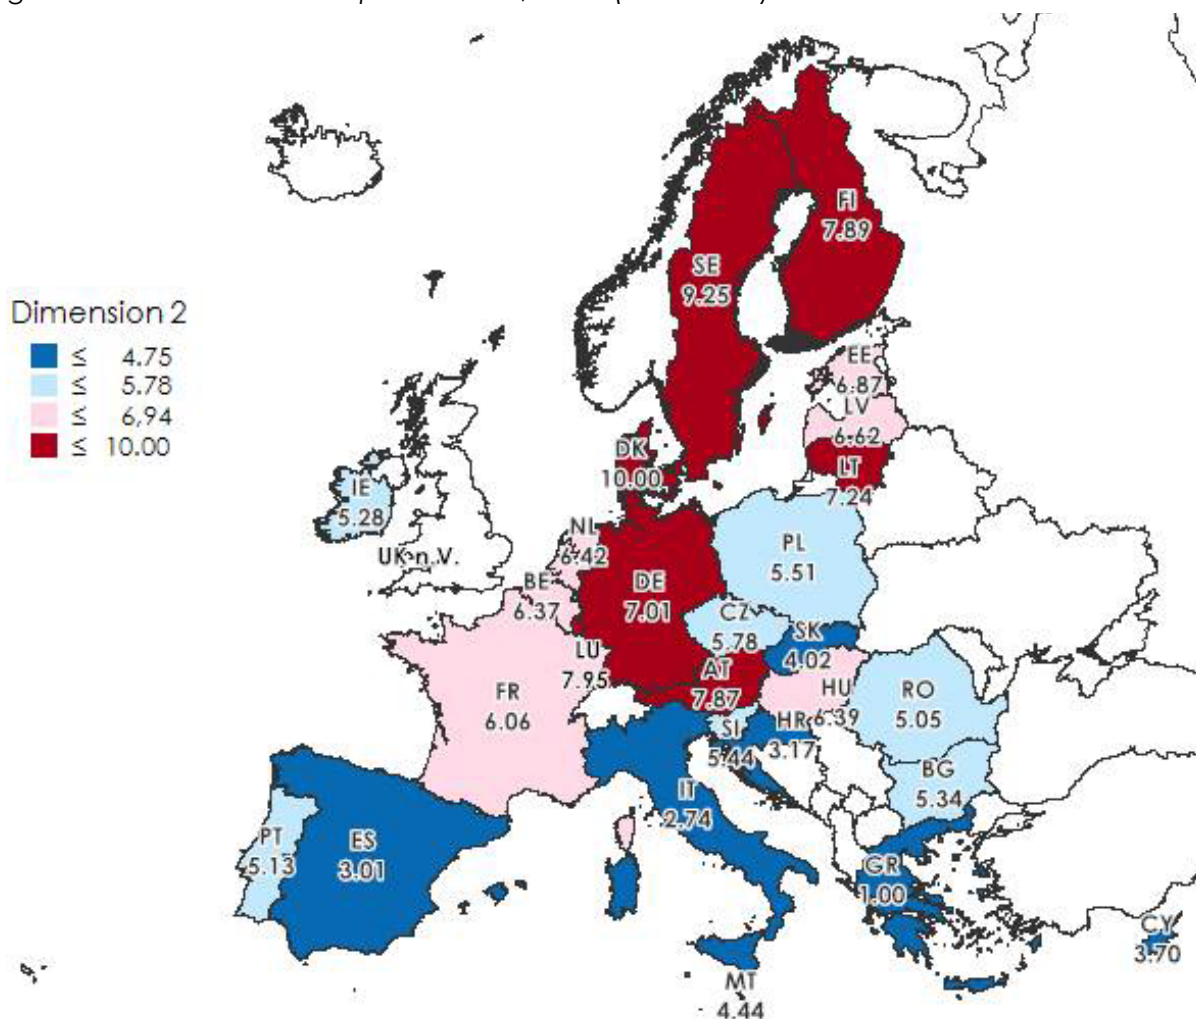 Dimension 2
≤ 4.75
≤ 5.78
≤ 6.94
≤ 10.00
FI
7.89
SE
9.25
EE
6.87
LV
6.62
DK
10.00
LT
7.24
IE
5.28
NL
6.42
UK n.V.
PL
5.51
BE
6.37
DE
7.01
CZ
5.78
SK
4.02
LU
7.95
AT
7.87
FR
6.06
HU
6.39
RO
5.05
SI
5.44
HR
3.17
BG
5.34
IT
2.74
PT
5.13
ES
3.01
GR
1.00
CY
3.70
MT
4.44